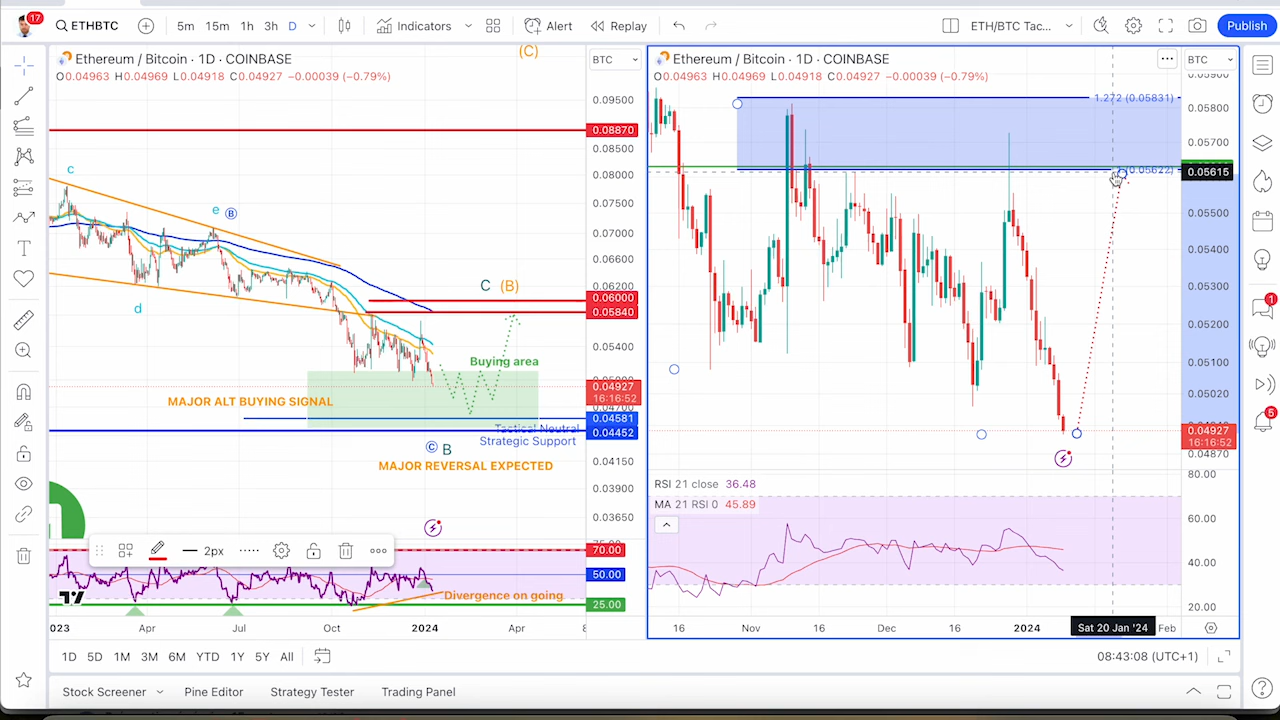 17 ETHBTC 5m 15m 1h 3h D Indicators Alert Replay ETH/BTC Tac... Publish
(C)
Ethereum / Bitcoin · 1D · COINBASE BTC
O0.04963 H0.04969 L0.04918 C0.04927 −0.00039 (−0.79%)
0.09500
0.08870
0.08500
0.08000
0.07500
0.07000
0.06600
0.06200
0.06000
0.05840
0.05400
0.04927
16:16:52
0.04581
0.04452
0.04150
0.03900
0.03650
c
e B
d
C (B)
Buying area
MAJOR ALT BUYING SIGNAL
Tactical Neutral
Strategic Support
C B
MAJOR REVERSAL EXPECTED
2px
70.00
50.00
25.00
Divergence on going
023 Apr Jul Oct 2024 Apr
Ethereum / Bitcoin · 1D · COINBASE BTC
O0.04963 H0.04969 L0.04918 C0.04927 −0.00039 (−0.79%)
1.272 (0.05831)
(0.05622)
0.05800
0.05700
0.05615
0.05500
0.05400
0.05300
0.05200
0.05100
0.05020
0.04927
16:16:52
0.04870
RSI 21 close 36.48
MA 21 RSI 0 45.89
80.00
60.00
40.00
20.00
16 Nov 16 Dec 16 2024 Sat 20 Jan '24 Feb
1
5
1D 5D 1M 3M 6M YTD 1Y 5Y All 08:43:08 (UTC+1)
Stock Screener Pine Editor Strategy Tester Trading Panel